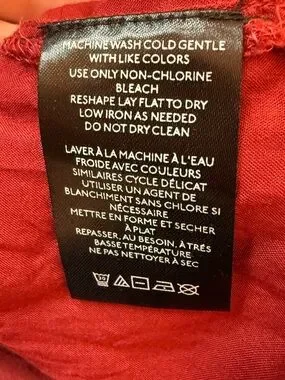 MACHINE WASH COLD GENTLE
WITH LIKE COLORS
USE ONLY NON-CHLORINE
BLEACH
RESHAPE LAY FLAT TO DRY
LOW IRON AS NEEDED
DO NOT DRY CLEAN
LAVER À LA MACHINE À L'EAU
FROIDE AVEC COULEURS
SIMILAIRES CYCLE DÉLICAT
UTILISER UN AGENT DE
BLANCHIMENT SANS CHLORE SI
NÉCESSAIRE
METTRE EN FORME ET SECHER
À PLAT
REPASSER, AU BESOIN, À TRÉS
BASSE TEMPÉRATURE
NE PAS NETTOYER À SEC
30